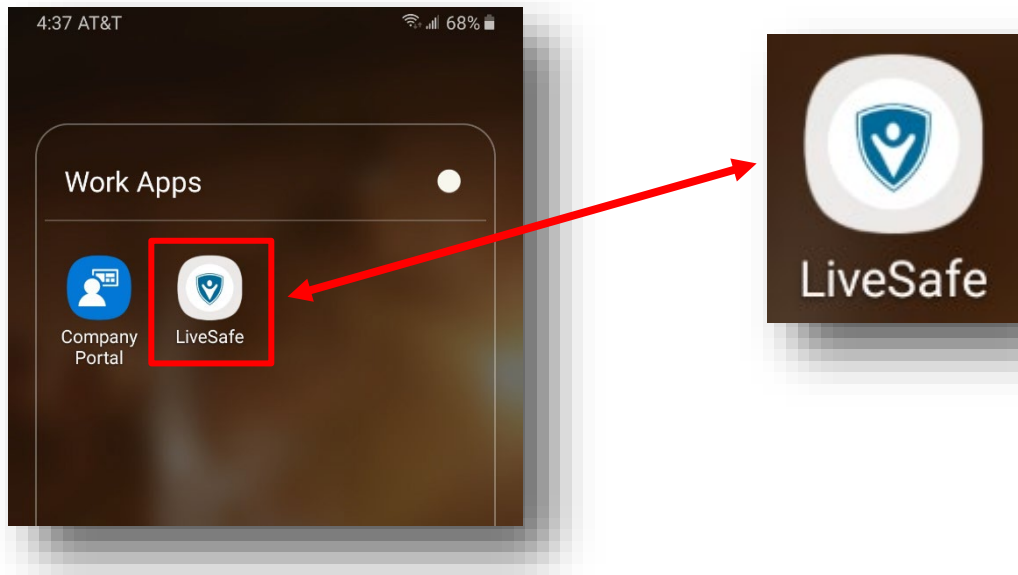 4:37 AT&T 68%
Work Apps
Company
Portal
LiveSafe
LiveSafe